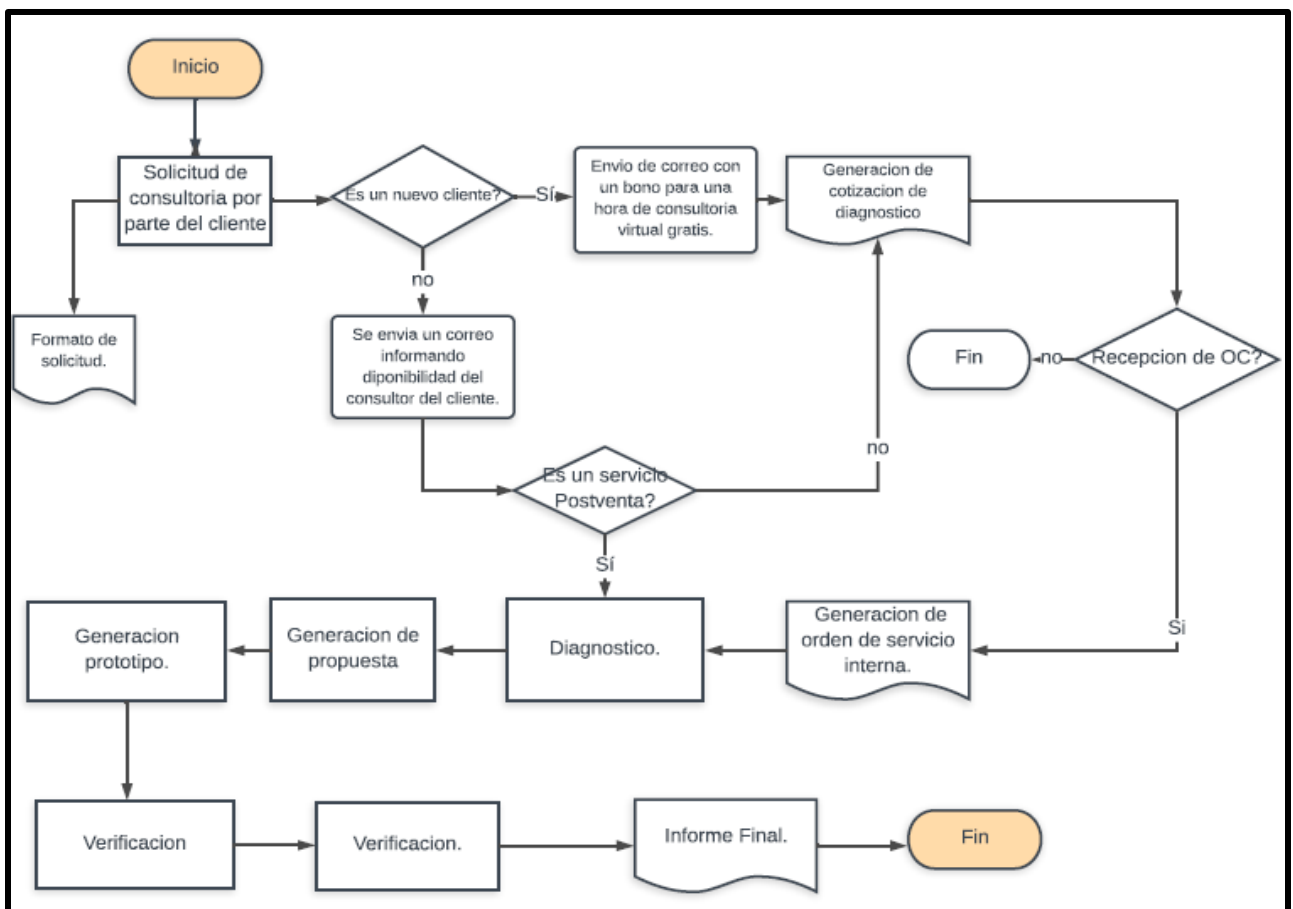 Inicio
Solicitud de
consultoria por
parte del cliente
Es un nuevo cliente?
Sí
Envio de correo con
un bono para una
hora de consultoria
virtual gratis.
Generacion de
cotizacion de
diagnostico
no
Formato de
solicitud.
Se envia un correo
informando
diponibilidad del
consultor del cliente.
Fin
no
Recepcion de OC?
no
Es un servicio
Postventa?
Sí
Generacion
prototipo.
Generacion de
propuesta
Diagnostico.
Generacion de
orden de servicio
interna.
Si
Verificacion
Verificacion.
Informe Final.
Fin